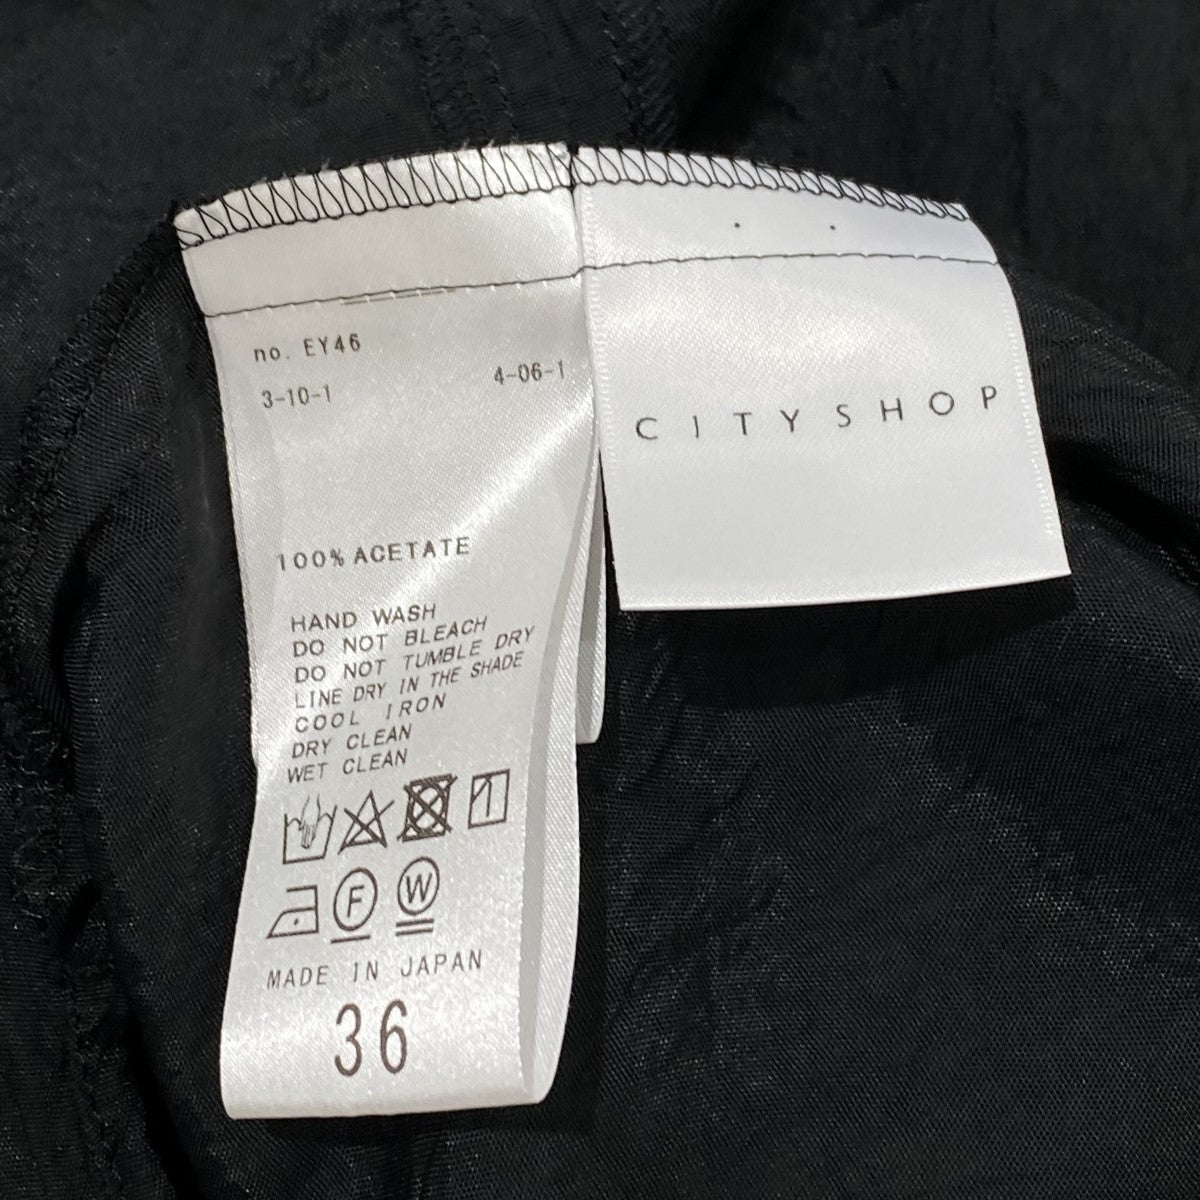 no. EY46
3-10-1 4-06-1
CITYSHOP
100% ACETATE
HAND WASH
DO NOT BLEACH
DO NOT TUMBLE DRY
LINE DRY IN THE SHADE
COOL IRON
DRY CLEAN
WET CLEAN
F W
MADE IN JAPAN
36